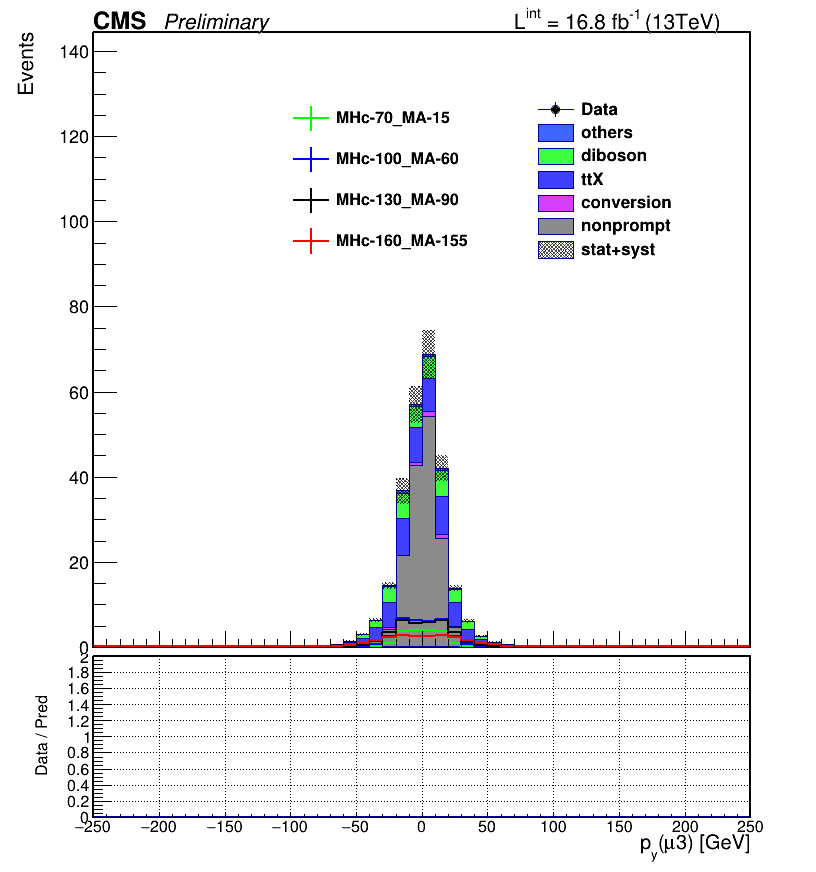 CMS Preliminary L^int = 16.8 fb^-1 (13TeV)
Events
140
120
100
80
60
40
20
0
MHc-70_MA-15
MHc-100_MA-60
MHc-130_MA-90
MHc-160_MA-155
Data
others
diboson
ttX
conversion
nonprompt
stat+syst
Data / Pred
2
1.8
1.6
1.4
1.2
1
0.8
0.6
0.4
0.2
0
−250 −200 −150 −100 −50 0 50 100 150 200 250
p_y(μ3) [GeV]